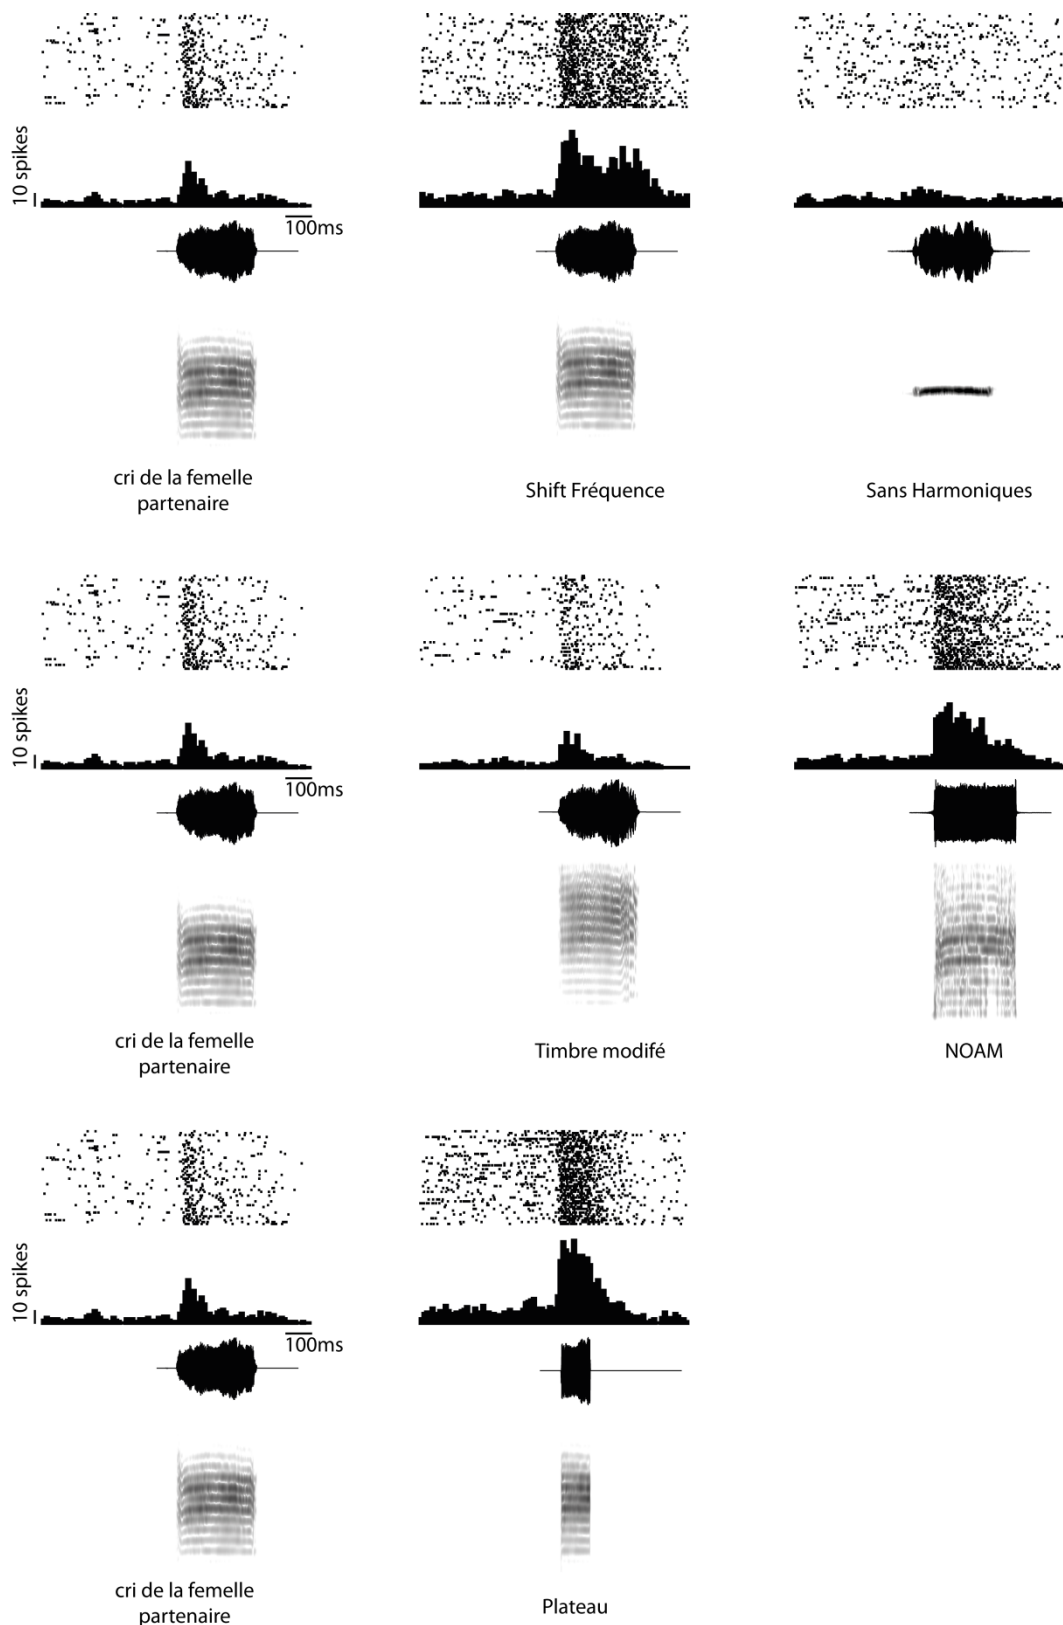 10 spikes
100ms
cri de la femelle
partenaire
Shift Fréquence
Sans Harmoniques
10 spikes
100ms
cri de la femelle
partenaire
Timbre modifé
NOAM
10 spikes
100ms
cri de la femelle
partenaire
Plateau